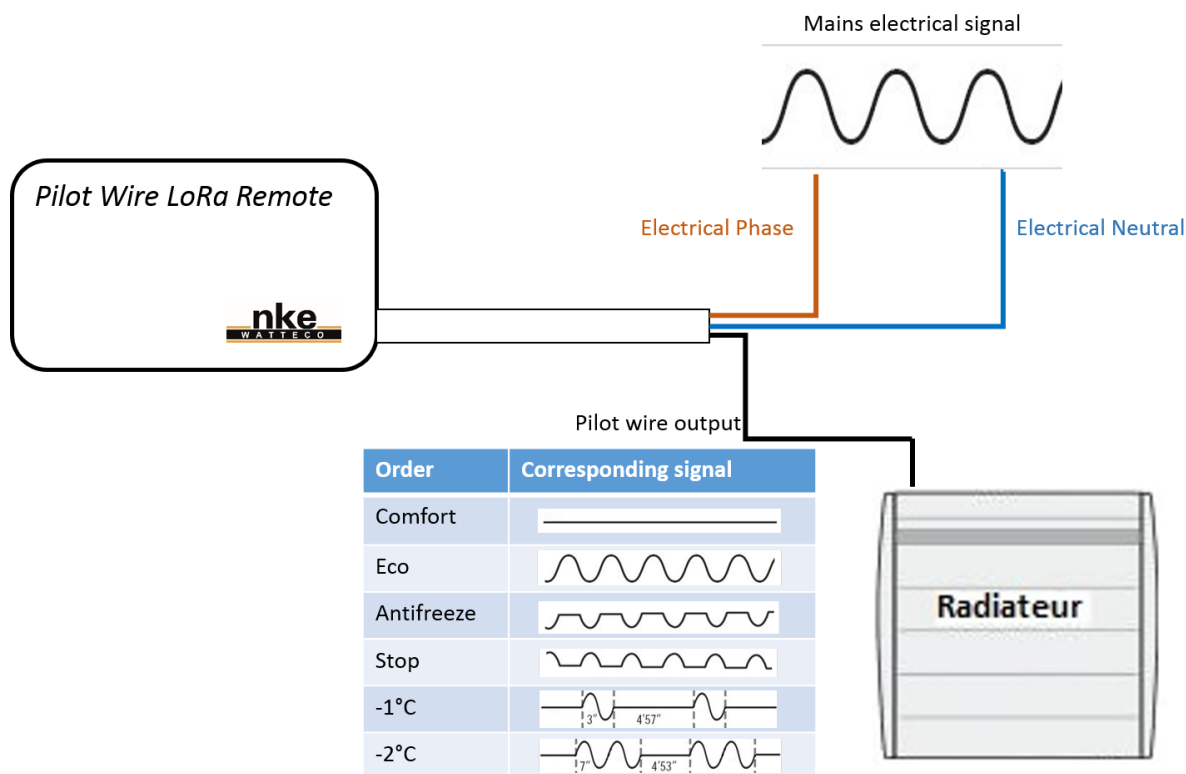 Mains electrical signal
Pilot Wire LoRa Remote
Electrical Phase
Electrical Neutral
nke
WATTECO
Pilot wire output
Order Corresponding signal
Comfort
Eco
Antifreeze
Stop
-1°C 3" 4'57"
-2°C 7" 4'53"
Radiateur